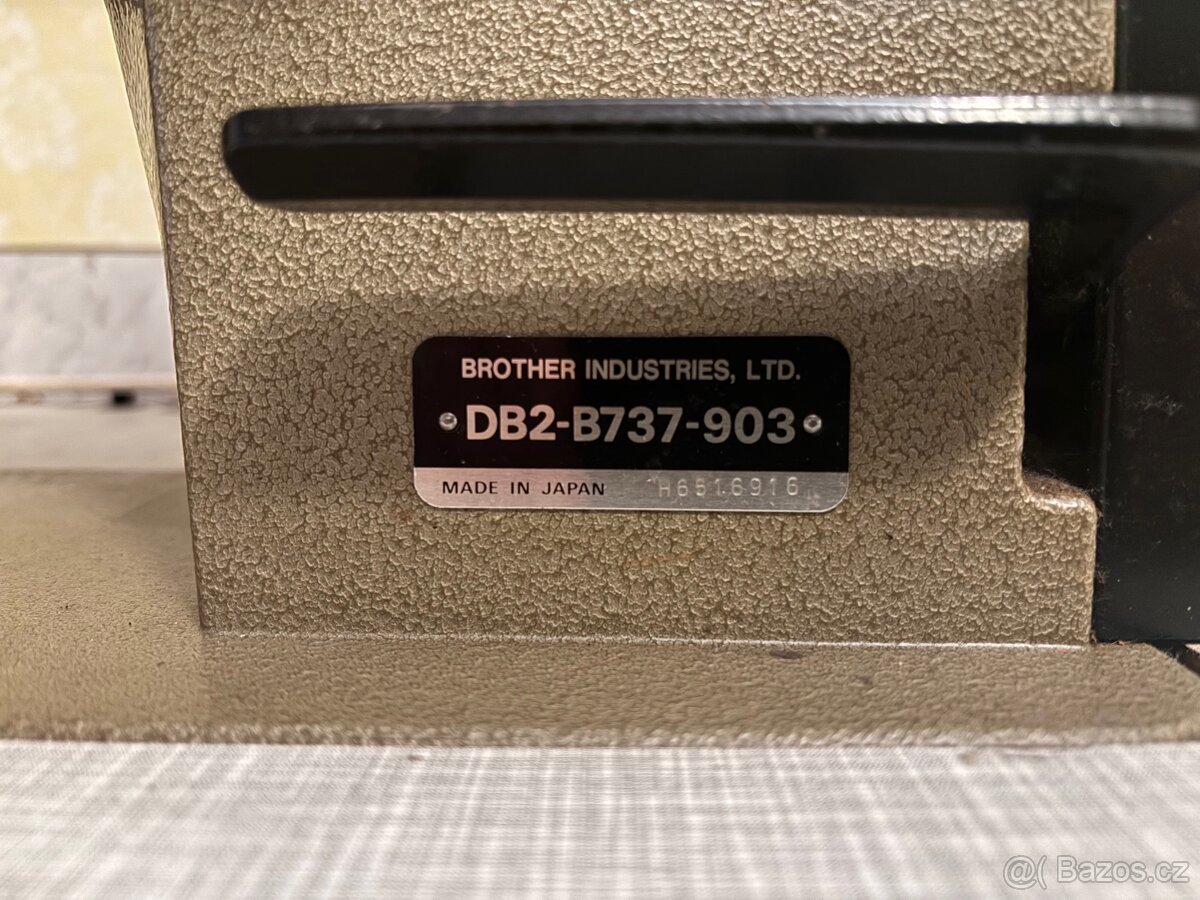 BROTHER INDUSTRIES, LTD.
DB2-B737-903
MADE IN JAPAN H6516916
@( Bazos.cz